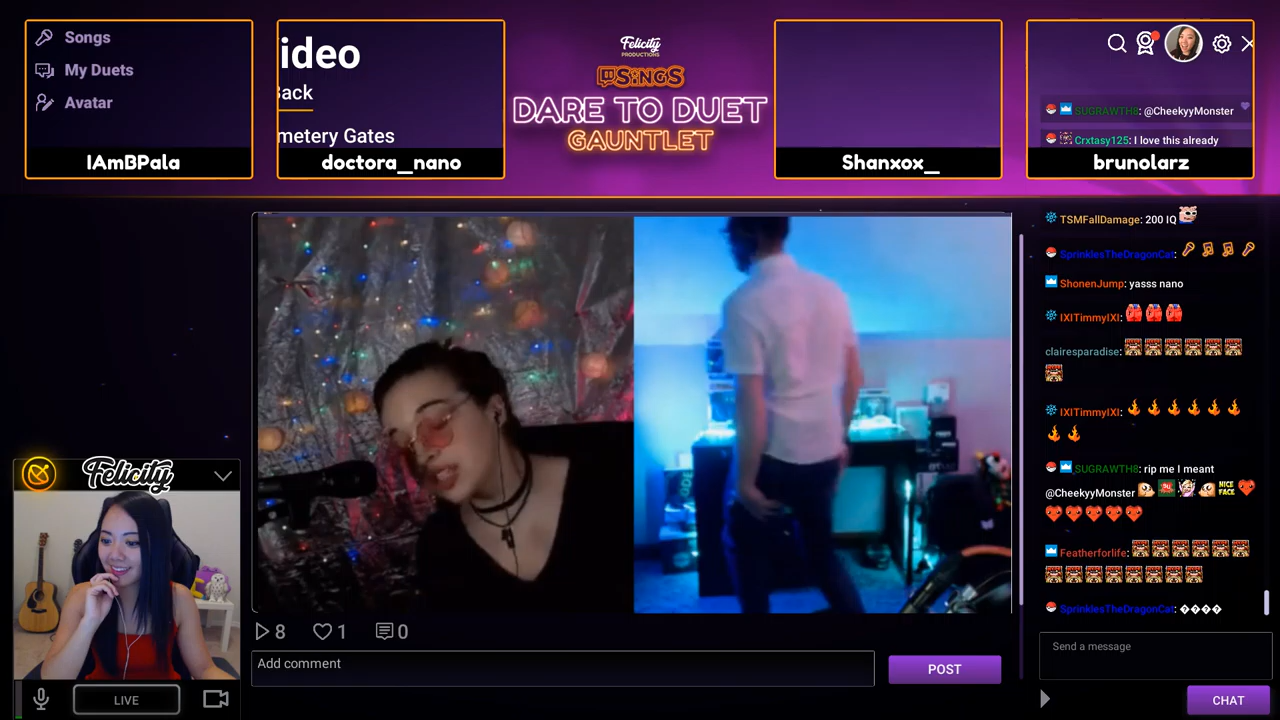 Songs
My Duets
Avatar
IAmBPala
ideo
Back
metery Gates
doctora__nano
Felicity
PRODUCTIONS
SINGS
DARE TO DUET
GAUNTLET
Shanxox_
SUGRAWTH8: @CheekyyMonster
Crxtasy125: I love this already
brunolarz
TSMFallDamage: 200 IQ
SprinklesTheDragonCat:
ShonenJump: yasss nano
IXITimmyIXI:
clairesparadise:
IXITimmyIXI:
SUGRAWTH8: rip me I meant
@CheekyyMonster NICE FACE
Featherforlife:
SprinklesTheDragonCat: ����
Felicity
LIVE
8
1
0
Add comment
POST
Send a message
CHAT